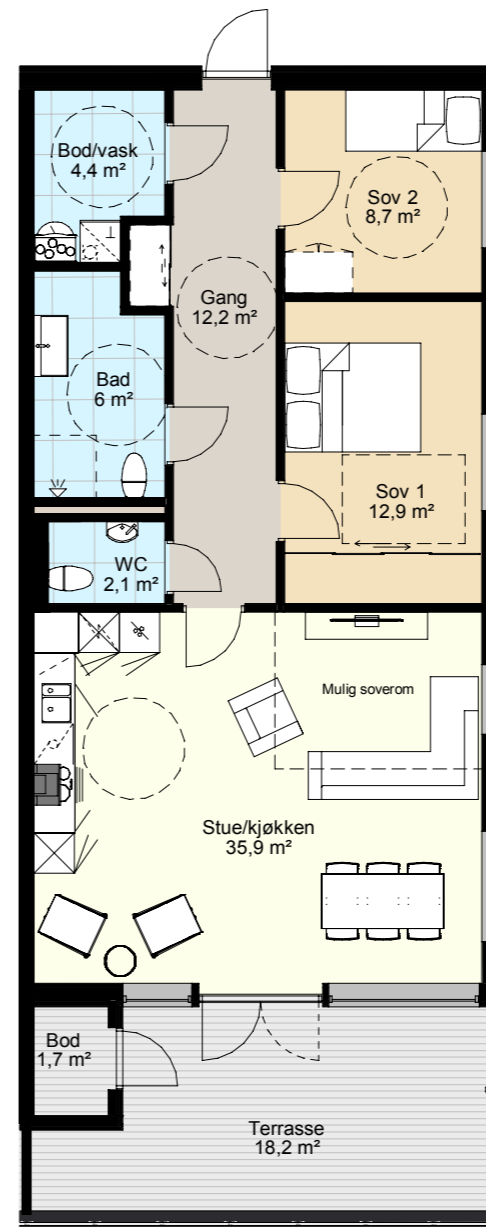 Bod/vask
4,4 m²
Sov 2
8,7 m²
Gang
12,2 m²
Bad
6 m²
Sov 1
12,9 m²
WC
2,1 m²
Mulig soverom
Stue/kjøkken
35,9 m²
Bod
1,7 m²
Terrasse
18,2 m²